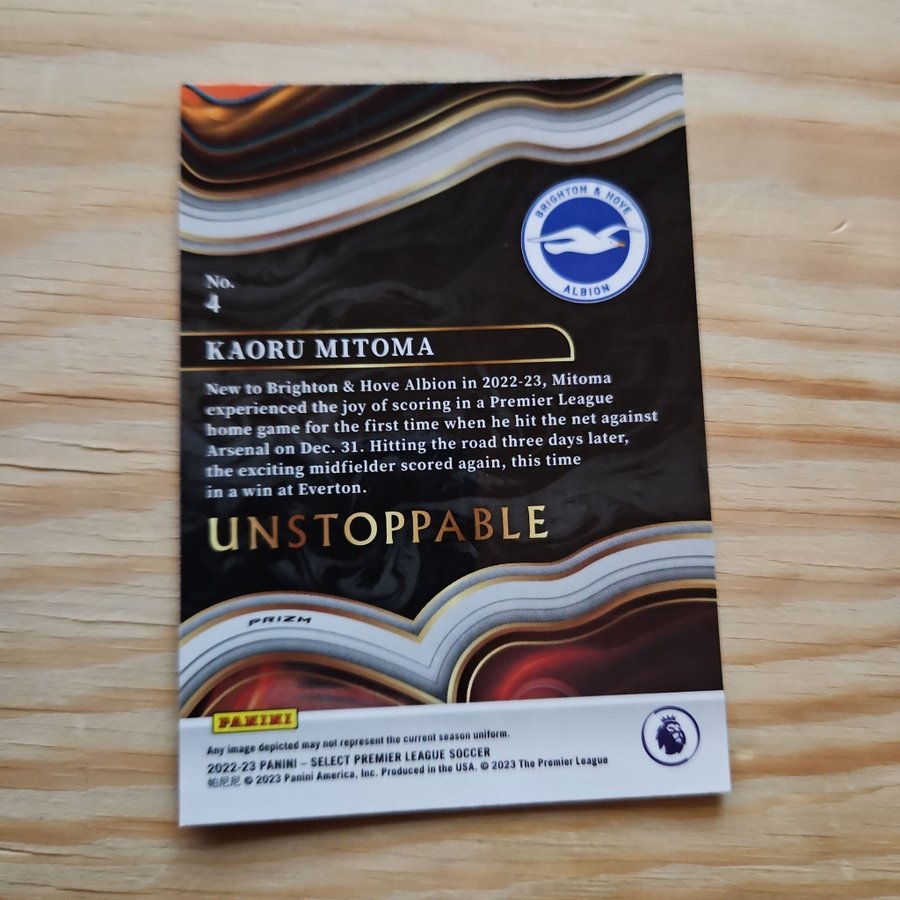 BRIGHTON & HOVE
ALBION
No.
4
KAORU MITOMA
New to Brighton & Hove Albion in 2022-23, Mitoma
experienced the joy of scoring in a Premier League
home game for the first time when he hit the net against
Arsenal on Dec. 31. Hitting the road three days later,
the exciting midfielder scored again, this time
in a win at Everton.
UNSTOPPABLE
PRIZM
PANINI
Any image depicted may not represent the current season uniform.
2022-23 PANINI – SELECT PREMIER LEAGUE SOCCER
帕尼尼 © 2023 Panini America, Inc. Produced in the USA. © 2023 The Premier League